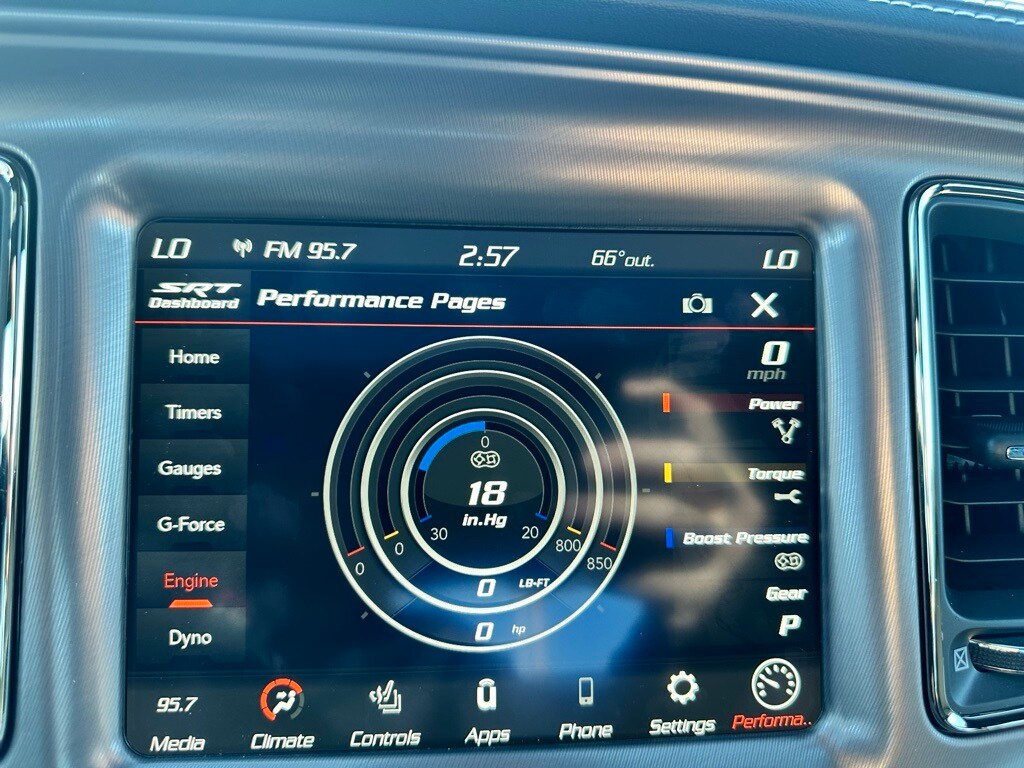 LO FM 95.7 2:57 66°out. LO
SRT
Dashboard
Performance Pages X
Home
Timers
Gauges
G-Force
Engine
Dyno
0
18
in.Hg
30 20
0 800
0 850
0 LB-FT
0 hp
0
mph
Power
Torque
Boost Pressure
Gear
P
95.7
Media Climate Controls Apps Phone Settings Performa..